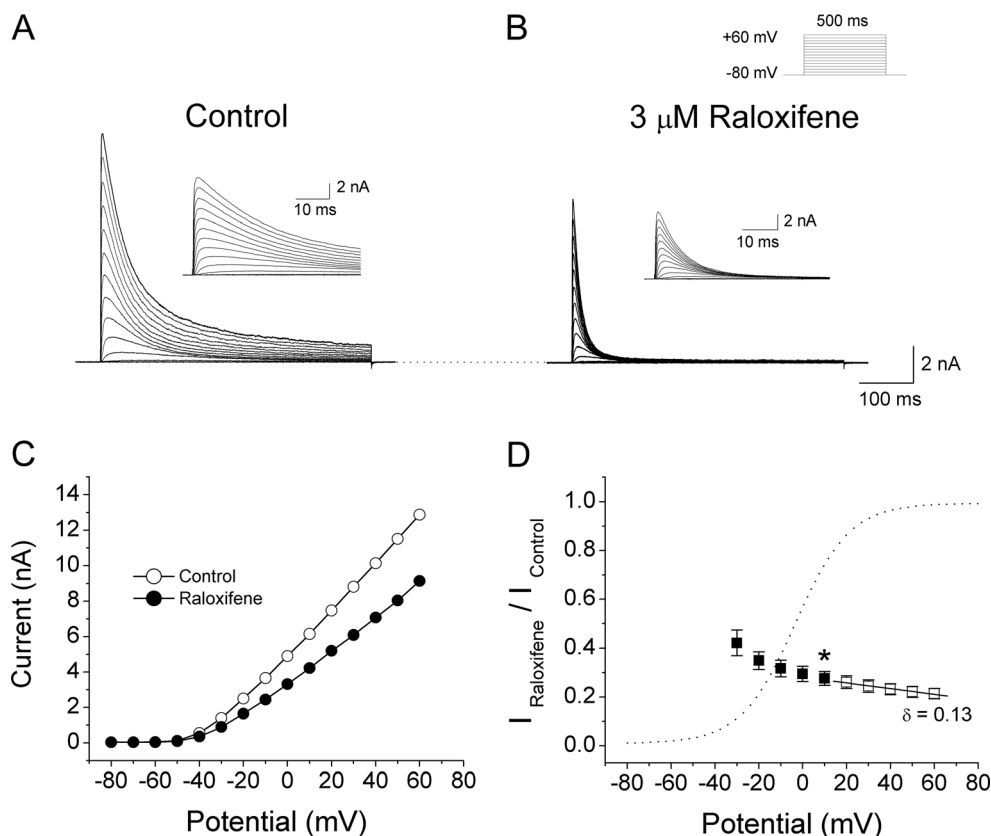 A
B
500 ms
+60 mV
-80 mV
Control
3 μM Raloxifene
2 nA
10 ms
2 nA
10 ms
2 nA
100 ms
C
14
12
10
8
6
4
2
0
Current (nA)
Control
Raloxifene
-80 -60 -40 -20 0 20 40 60 80
Potential (mV)
D
1.0
0.8
0.6
0.4
0.2
0.0
I Raloxifene / I Control
*
δ = 0.13
-80 -60 -40 -20 0 20 40 60 80
Potential (mV)